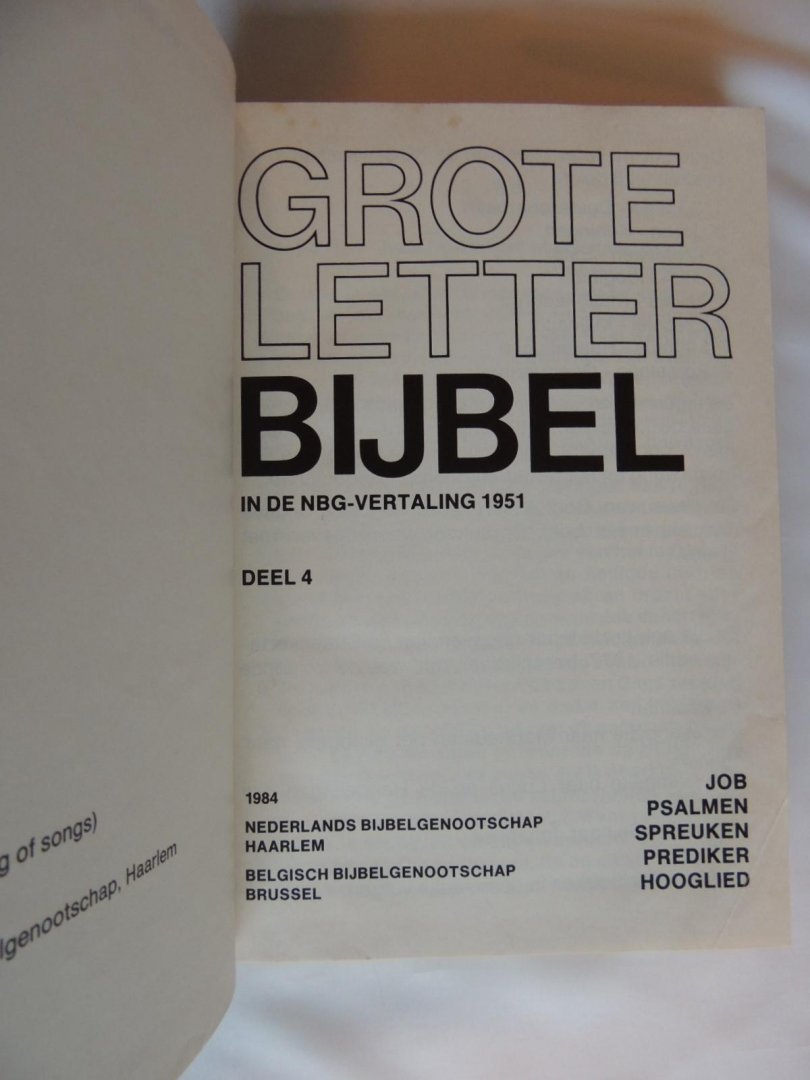 g of songs)
lgenootschap, Haarlem
GROTE
LETTER
BIJBEL
IN DE NBG-VERTALING 1951
DEEL 4
1984
NEDERLANDS BIJBELGENOOTSCHAP
HAARLEM
BELGISCH BIJBELGENOOTSCHAP
BRUSSEL
JOB
PSALMEN
SPREUKEN
PREDIKER
HOOGLIED